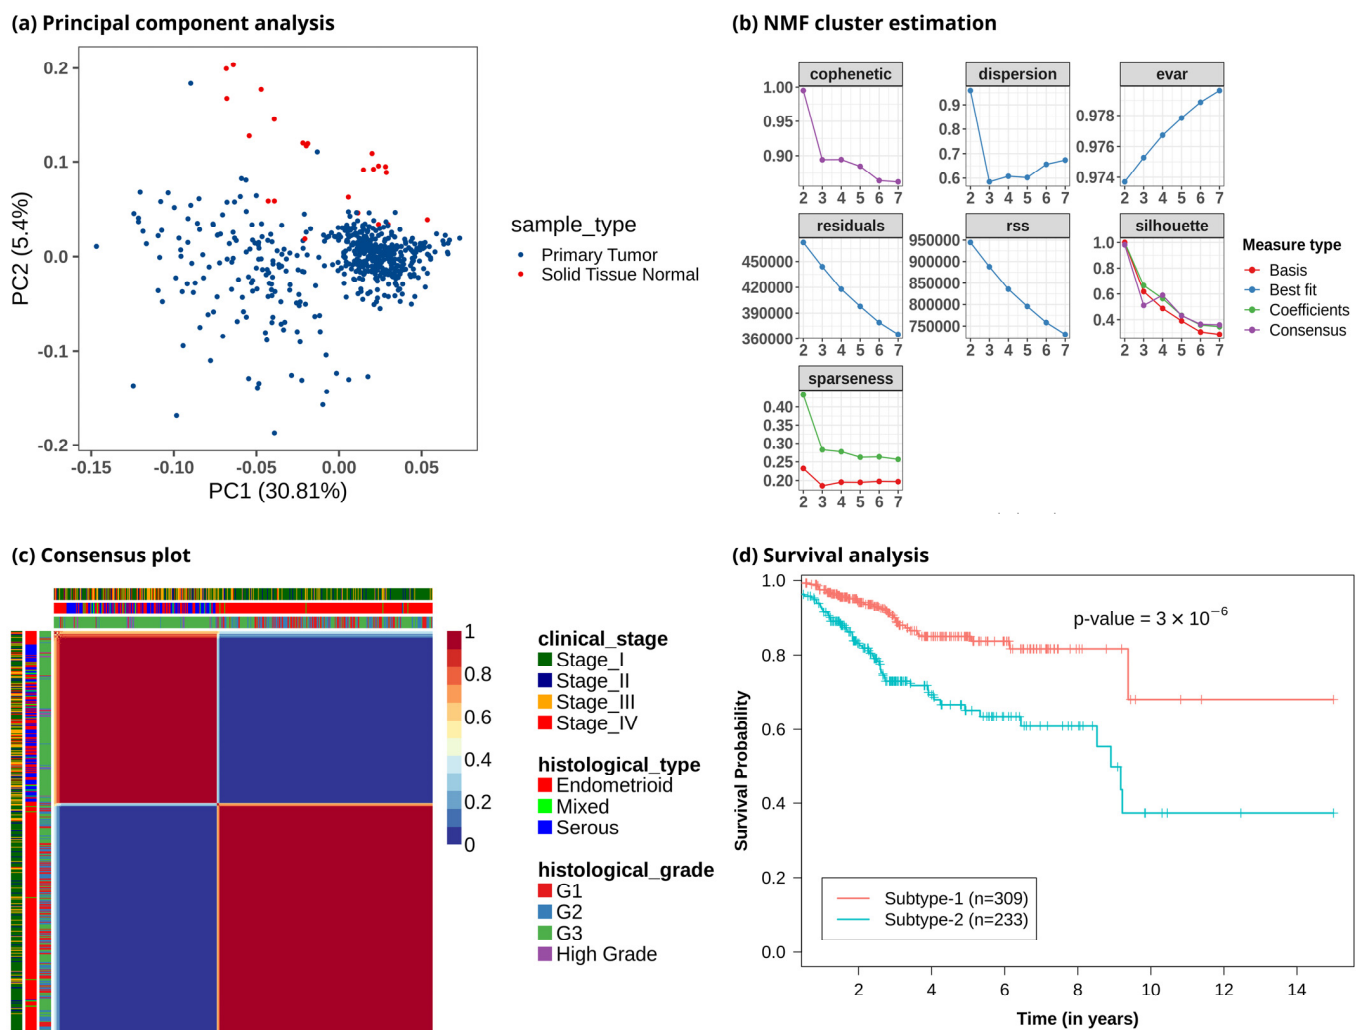 (a) Principal component analysis
0.2
0.1
0.0
-0.1
-0.2
-0.15 -0.10 -0.05 0.00 0.05
PC1 (30.81%)
PC2 (5.4%)
sample_type
Primary Tumor
Solid Tissue Normal
(b) NMF cluster estimation
cophenetic
1.00
0.95
0.90
2 3 4 5 6 7
dispersion
0.9
0.8
0.7
0.6
2 3 4 5 6 7
evar
0.978
0.976
0.974
2 3 4 5 6 7
residuals
450000
420000
390000
360000
2 3 4 5 6 7
rss
950000
900000
850000
800000
750000
2 3 4 5 6 7
silhouette
1.0
0.8
0.6
0.4
2 3 4 5 6 7
sparseness
0.40
0.35
0.30
0.25
0.20
2 3 4 5 6 7
Measure type
Basis
Best fit
Coefficients
Consensus
(c) Consensus plot
1
0.8
0.6
0.4
0.2
0
clinical_stage
Stage_I
Stage_II
Stage_III
Stage_IV
histological_type
Endometrioid
Mixed
Serous
histological_grade
G1
G2
G3
High Grade
(d) Survival analysis
1.0
0.8
0.6
0.4
0.2
0.0
Survival Probability
p-value = 3 × 10⁻⁶
Subtype-1 (n=309)
Subtype-2 (n=233)
2 4 6 8 10 12 14
Time (in years)